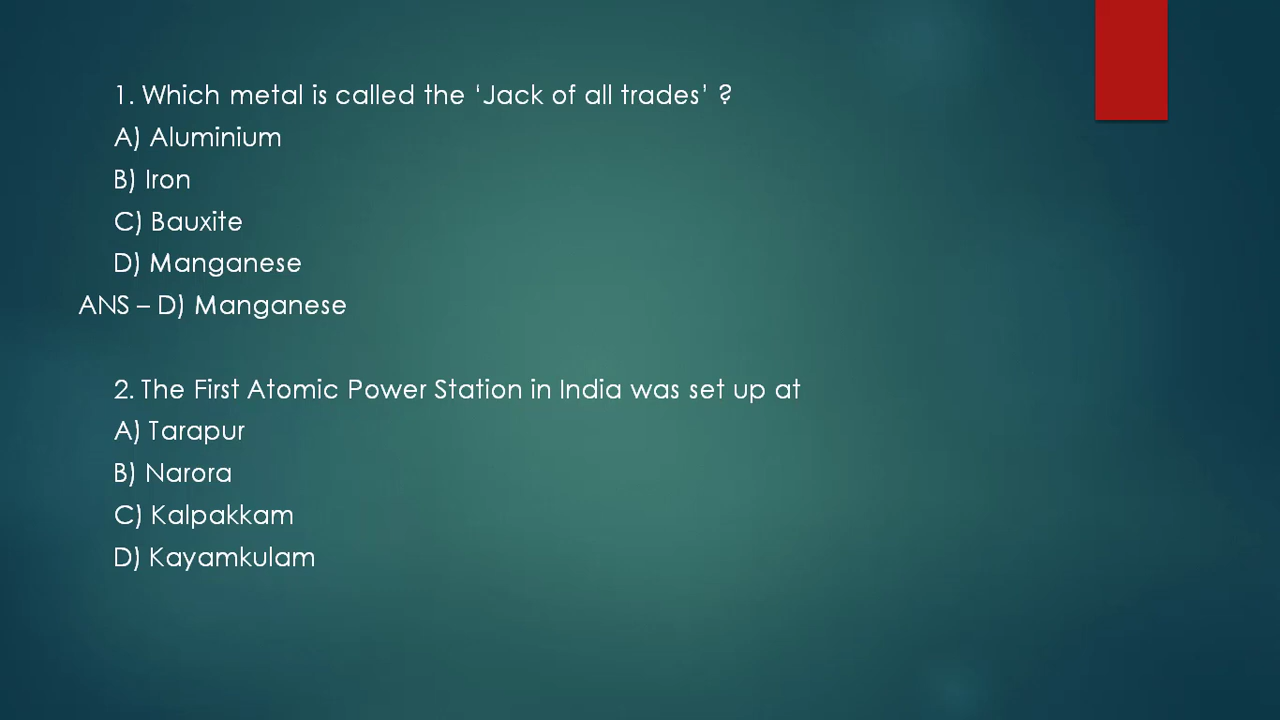 1. Which metal is called the ‘Jack of all trades’ ?
A) Aluminium
B) Iron
C) Bauxite
D) Manganese
ANS – D) Manganese
2. The First Atomic Power Station in India was set up at
A) Tarapur
B) Narora
C) Kalpakkam
D) Kayamkulam